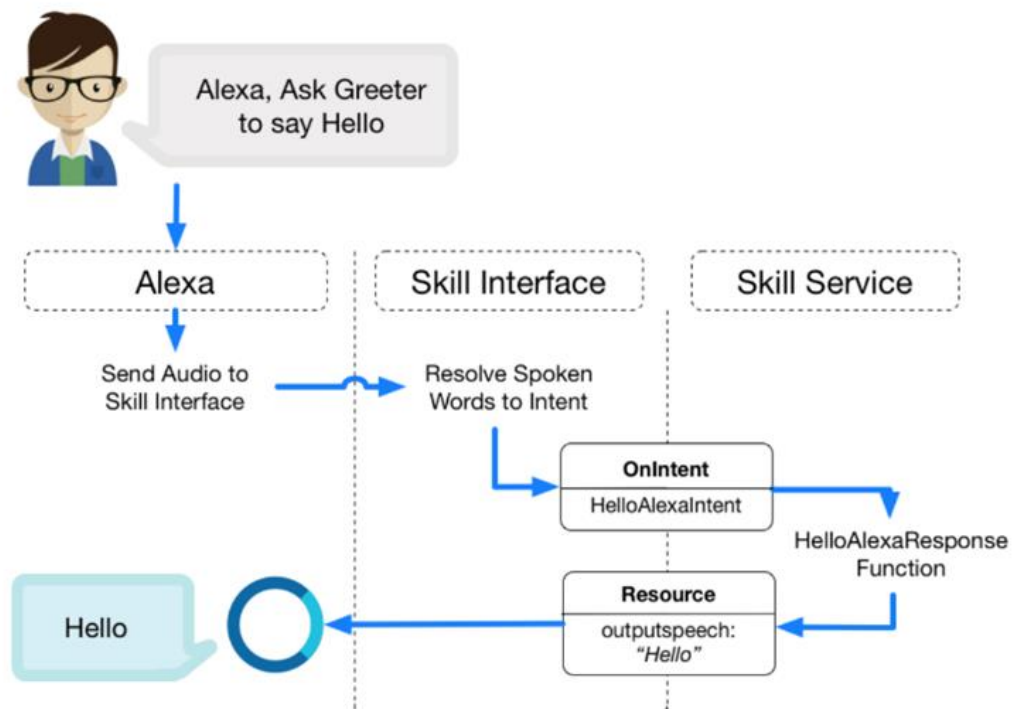 Alexa, Ask Greeter
to say Hello
Alexa
Skill Interface
Skill Service
Send Audio to
Skill Interface
Resolve Spoken
Words to Intent
OnIntent
HelloAlexaIntent
HelloAlexaResponse
Function
Resource
outputspeech:
"Hello"
Hello